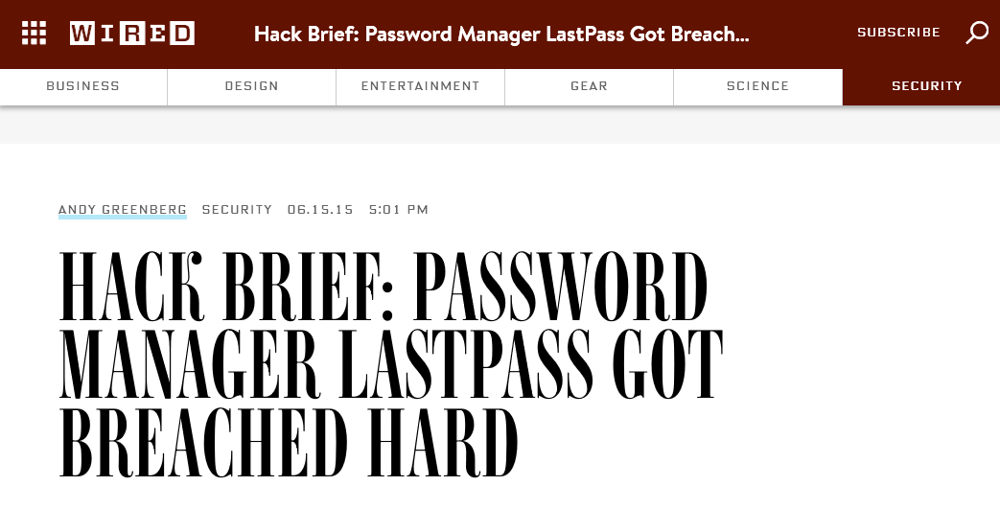 WIRED
Hack Brief: Password Manager LastPass Got Breach...
SUBSCRIBE
BUSINESS
DESIGN
ENTERTAINMENT
GEAR
SCIENCE
SECURITY
ANDY GREENBERG SECURITY 06.15.15 5:01 PM
HACK BRIEF: PASSWORD
MANAGER LASTPASS GOT
BREACHED HARD